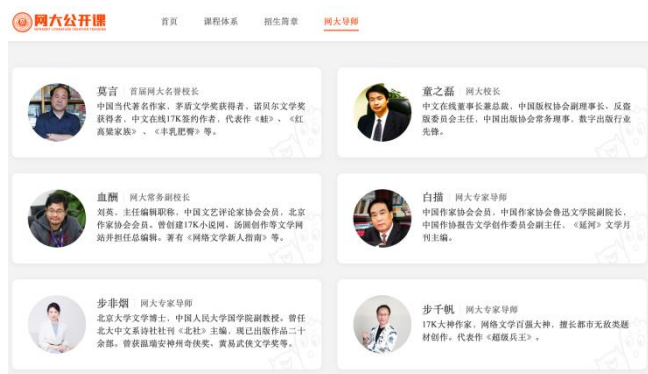 网大公开课
首页 课程体系 招生简章 网大导师
莫言 首届网大名誉校长
中国当代著名作家，茅盾文学奖获得者，诺贝尔文学奖
获得者，中文在线17K签约作者，代表作《蛙》、《红
高粱家族》、《丰乳肥臀》等。
童之磊 网大校长
中文在线董事长兼总裁，中国版权协会副理事长，反盗
版委员会主任，中国出版协会常务理事，数字出版行业
先锋。
血酬 网大常务副校长
刘英，主任编辑职称，中国文艺评论家协会会员，北京
作家协会会员。曾创建17K小说网、汤圆创作等文学网
站并担任总编辑。著有《网络文学新人指南》等。
白描 网大专家导师
中国作家协会会员，中国作家协会鲁迅文学院副院长，
中国作协报告文学创作委员会副主任，《延河》文学月
刊主编。
步非烟 网大专家导师
北京大学文学博士，中国人民大学国学院副教授。曾任
北大中文系诗社社刊《北社》主编，现已出版作品二十
余部。曾获温瑞安神州奇侠奖、黄易武侠文学奖等。
步千帆 网大专家导师
17K大神作家，网络文学百强大神，擅长都市无敌类题
材创作。代表作《超级兵王》。